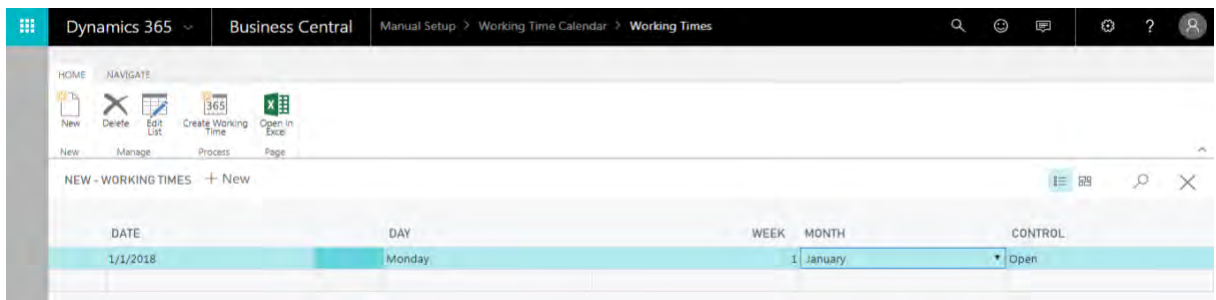 Dynamics 365 Business Central Manual Setup > Working Time Calendar > Working Times ?
HOME NAVIGATE
365
New Delete Edit List Create Working Time Open in Excel
New Manage Process Page
NEW - WORKING TIMES + New
DATE DAY WEEK MONTH CONTROL
1/1/2018 Monday 1 January Open